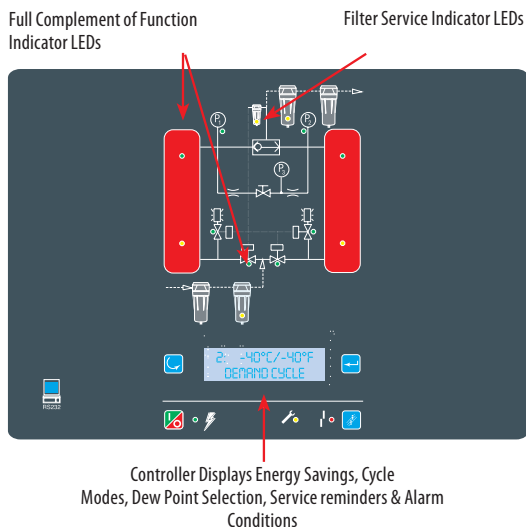 Full Complement of Function
Indicator LEDs
Filter Service Indicator LEDs
P1
P2
P3
2: -40°C/-40°F
DEMAND CYCLE
RS232
Controller Displays Energy Savings, Cycle
Modes, Dew Point Selection, Service reminders & Alarm
Conditions